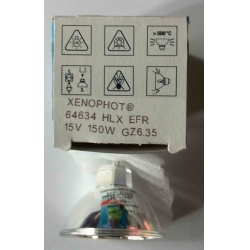 >500°C
XENOPHOT®
64634 HLX EFR
15V 150W GZ6.35